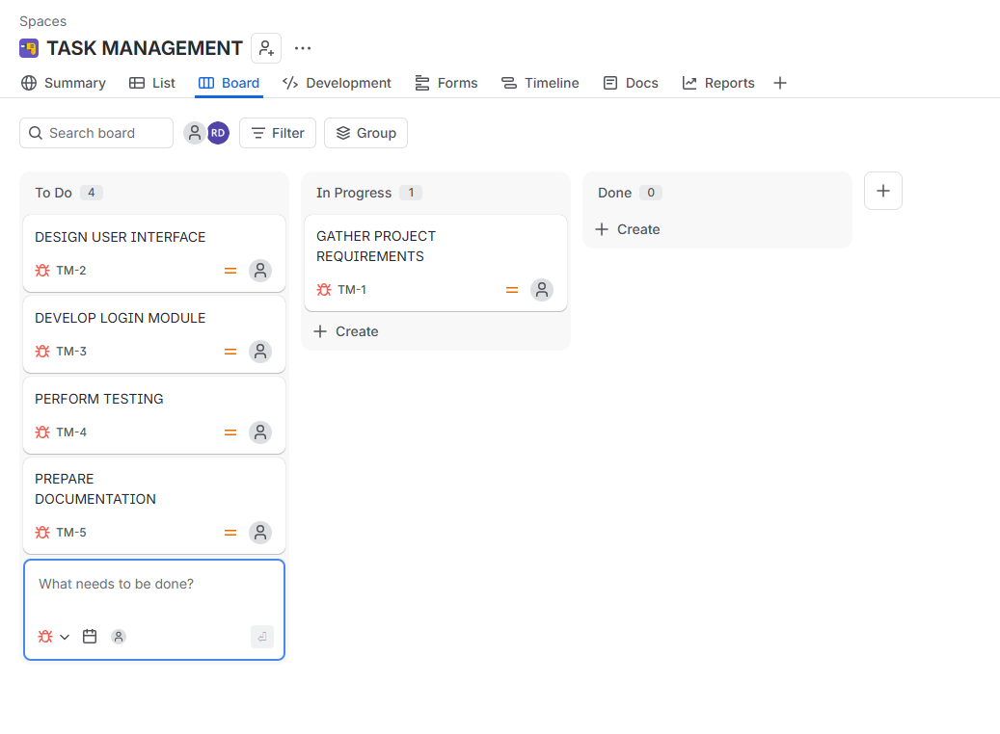 Spaces
TASK MANAGEMENT
Summary List Board Development Forms Timeline Docs Reports
Search board RD Filter Group
To Do 4
DESIGN USER INTERFACE
TM-2
DEVELOP LOGIN MODULE
TM-3
PERFORM TESTING
TM-4
PREPARE
DOCUMENTATION
TM-5
What needs to be done?
In Progress 1
GATHER PROJECT
REQUIREMENTS
TM-1
Create
Done 0
Create